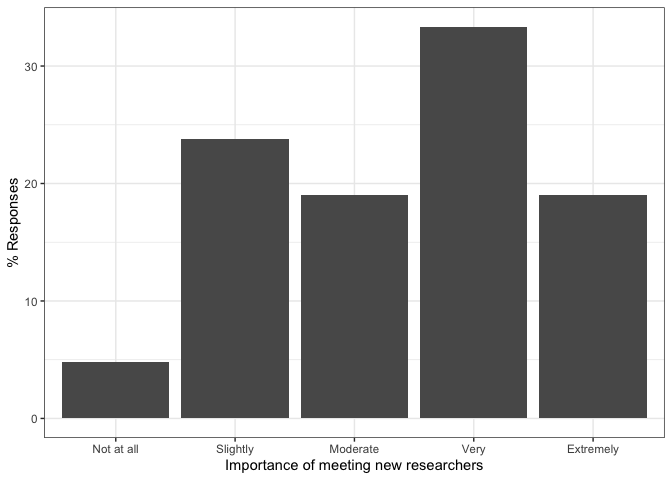 30
20
10
0
% Responses
Not at all
Slightly
Moderate
Very
Extremely
Importance of meeting new researchers